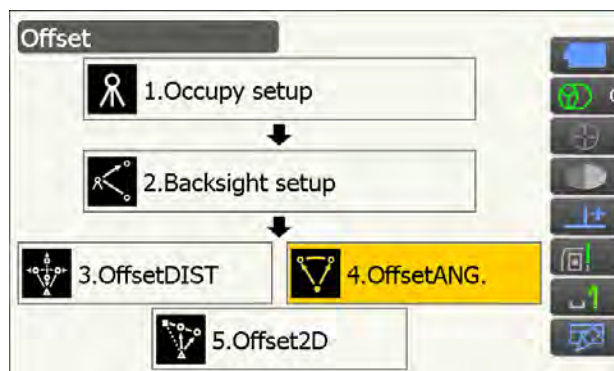 Offset
1.Occupy setup
2.Backsight setup
3.OffsetDIST
4.OffsetANG.
5.Offset2D